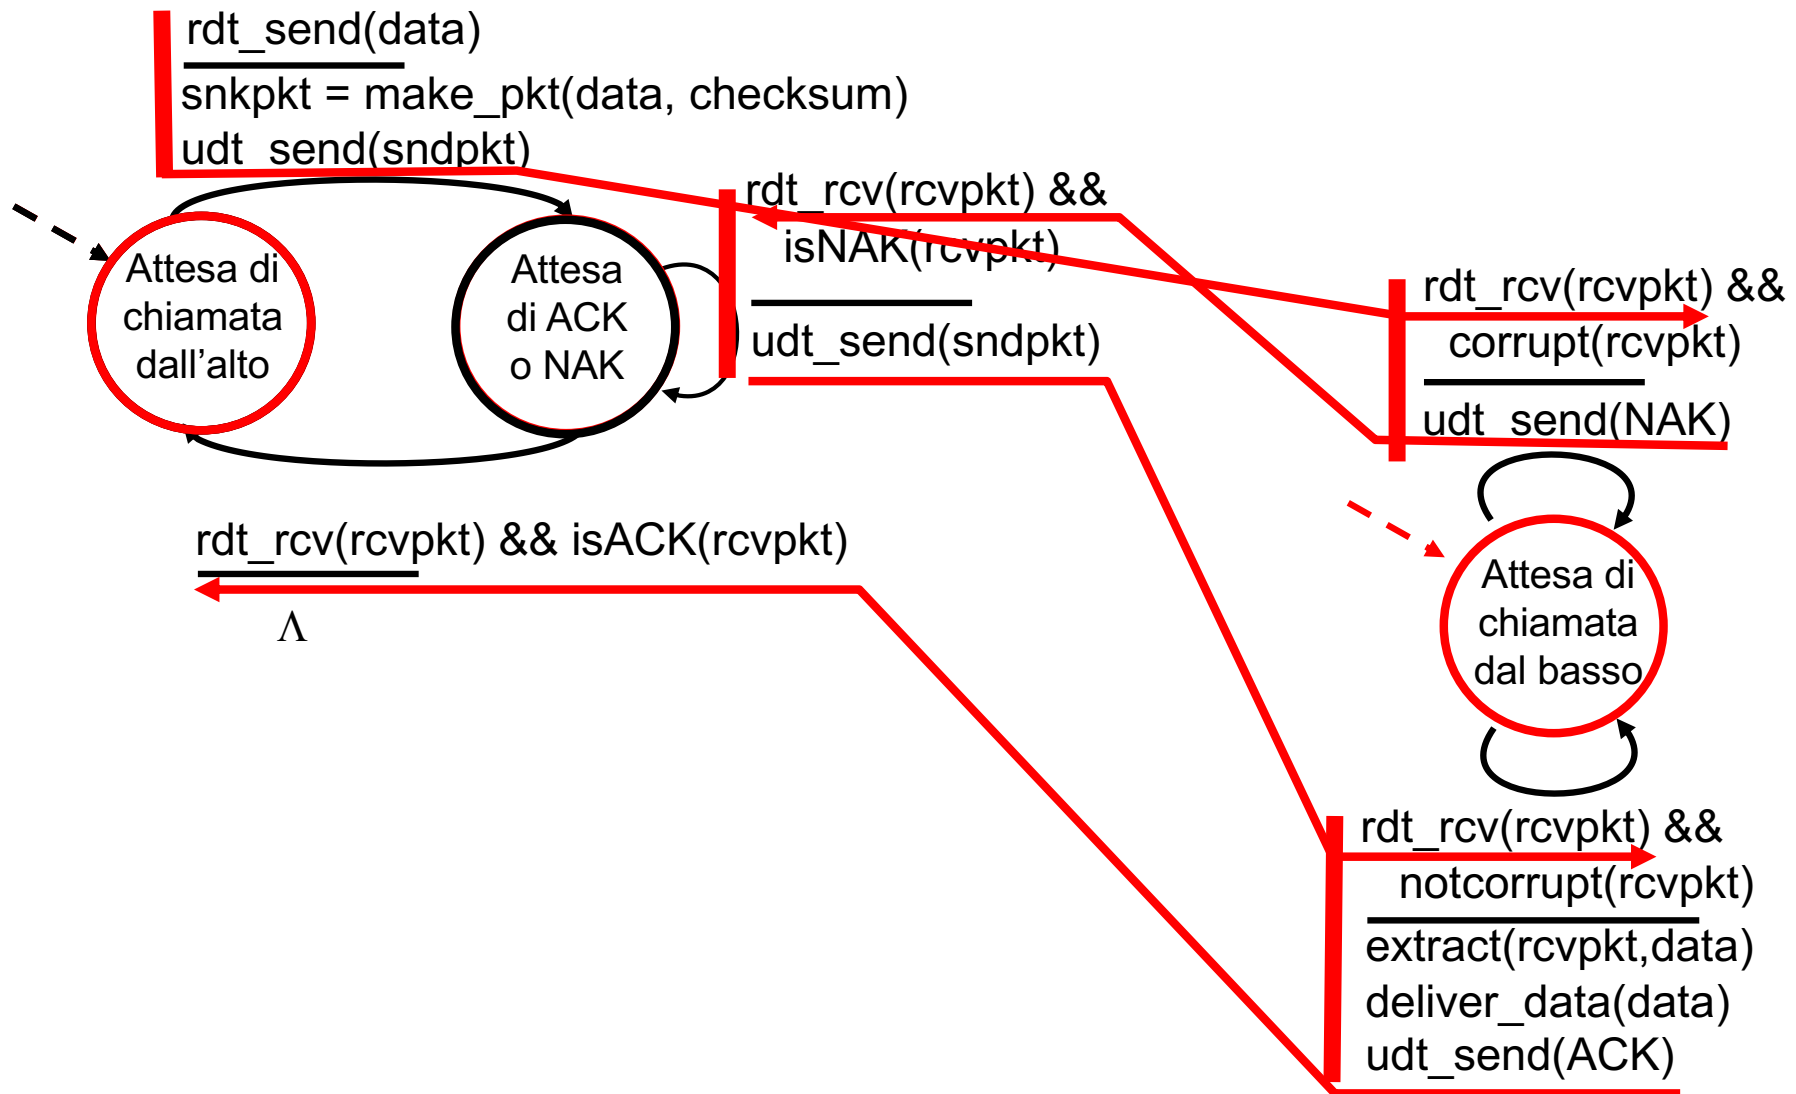 rdt_send(data)
snkpkt = make_pkt(data, checksum)
udt_send(sndpkt)
rdt_rcv(rcvpkt) &&
isNAK(rcvpkt)
udt_send(sndpkt)
Attesa di
chiamata
dall’alto
Attesa
di ACK
o NAK
rdt_rcv(rcvpkt) && isACK(rcvpkt)
Λ
rdt_rcv(rcvpkt) &&
corrupt(rcvpkt)
udt_send(NAK)
Attesa di
chiamata
dal basso
rdt_rcv(rcvpkt) &&
notcorrupt(rcvpkt)
extract(rcvpkt,data)
deliver_data(data)
udt_send(ACK)